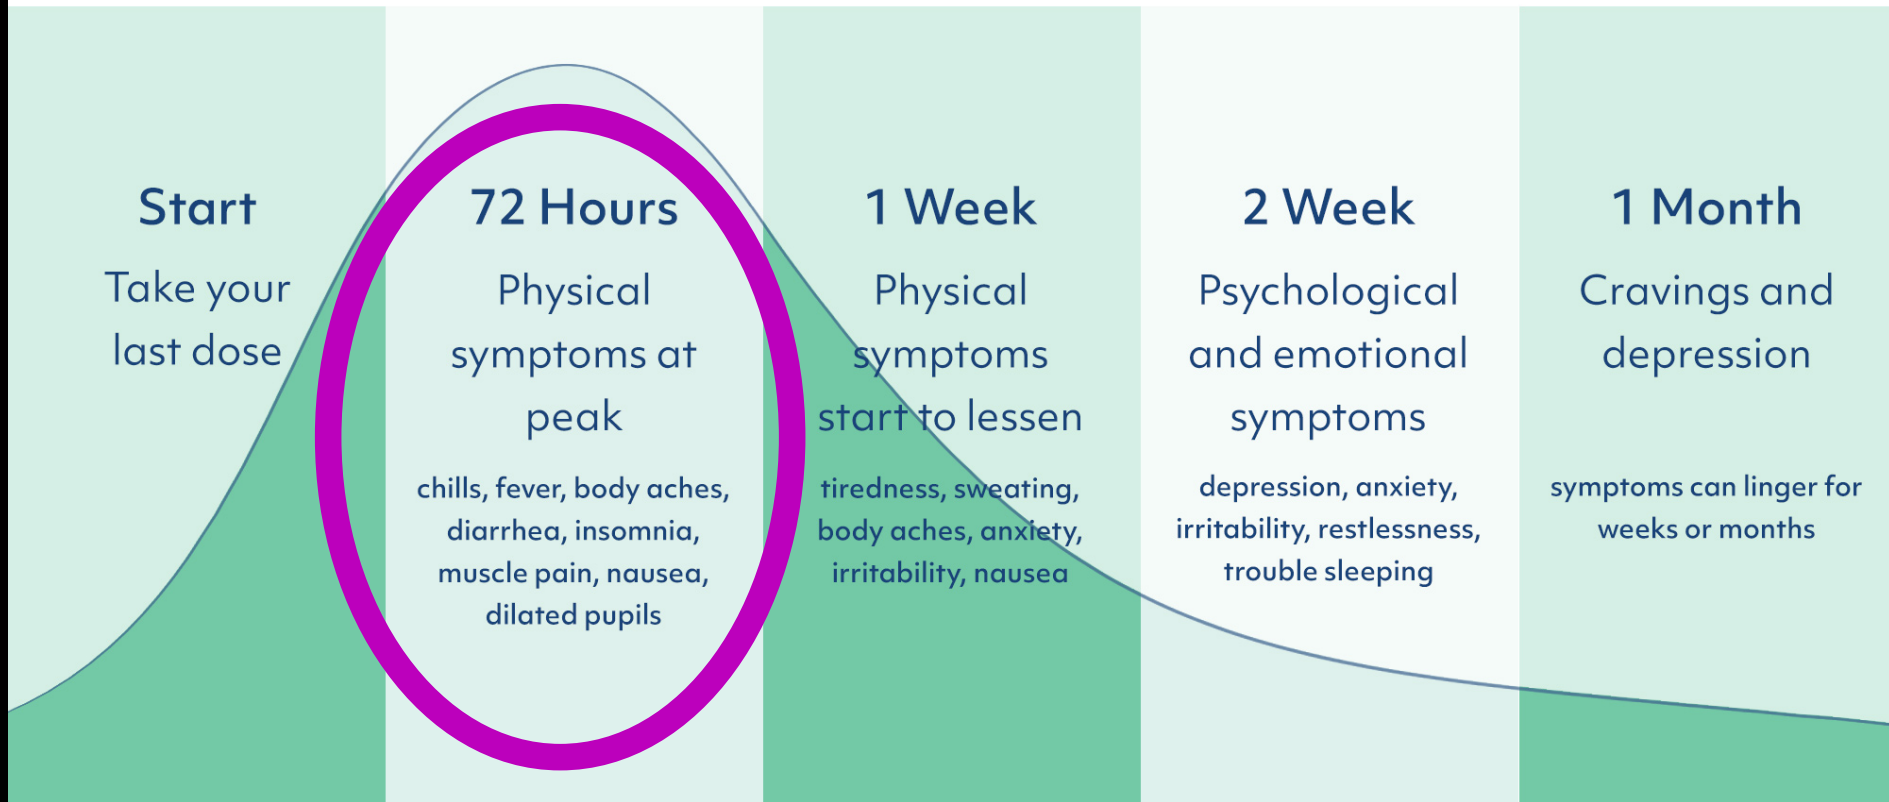 Start
Take your
last dose
72 Hours
Physical
symptoms at
peak
chills, fever, body aches,
diarrhea, insomnia,
muscle pain, nausea,
dilated pupils
1 Week
Physical
symptoms
start to lessen
tiredness, sweating,
body aches, anxiety,
irritability, nausea
2 Week
Psychological
and emotional
symptoms
depression, anxiety,
irritability, restlessness,
trouble sleeping
1 Month
Cravings and
depression
symptoms can linger for
weeks or months